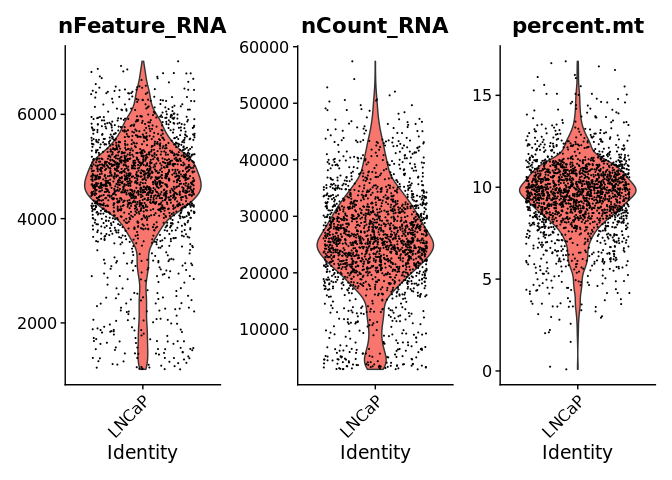 nFeature_RNA
6000
4000
2000
LNCaP
Identity
nCount_RNA
60000
50000
40000
30000
20000
10000
LNCaP
Identity
percent.mt
15
10
5
0
LNCaP
Identity